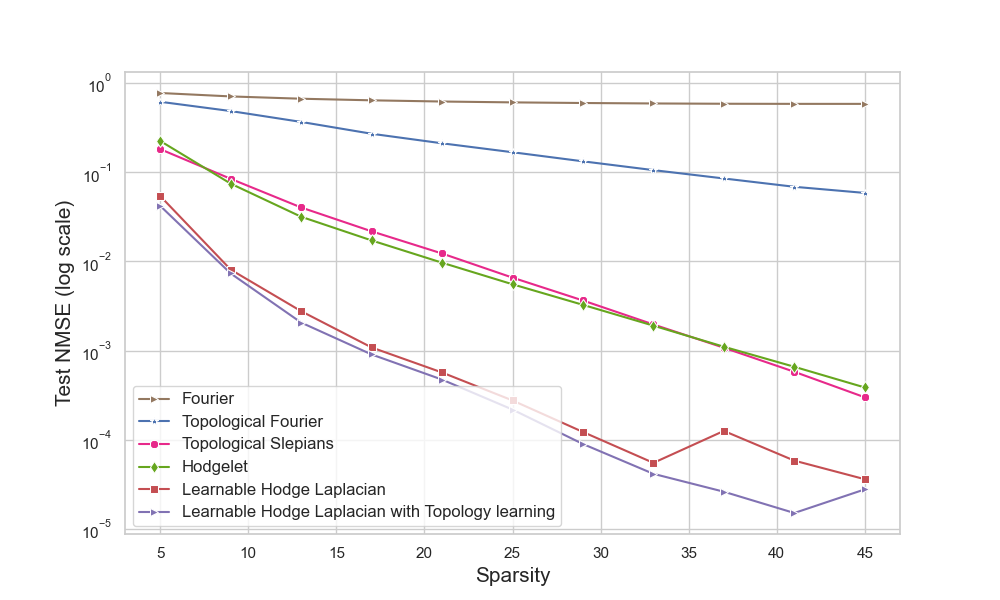 10^0
10^−1
10^−2
10^−3
10^−4
10^−5
Test NMSE (log scale)
Fourier
Topological Fourier
Topological Slepians
Hodgelet
Learnable Hodge Laplacian
Learnable Hodge Laplacian with Topology learning
5 10 15 20 25 30 35 40 45
Sparsity